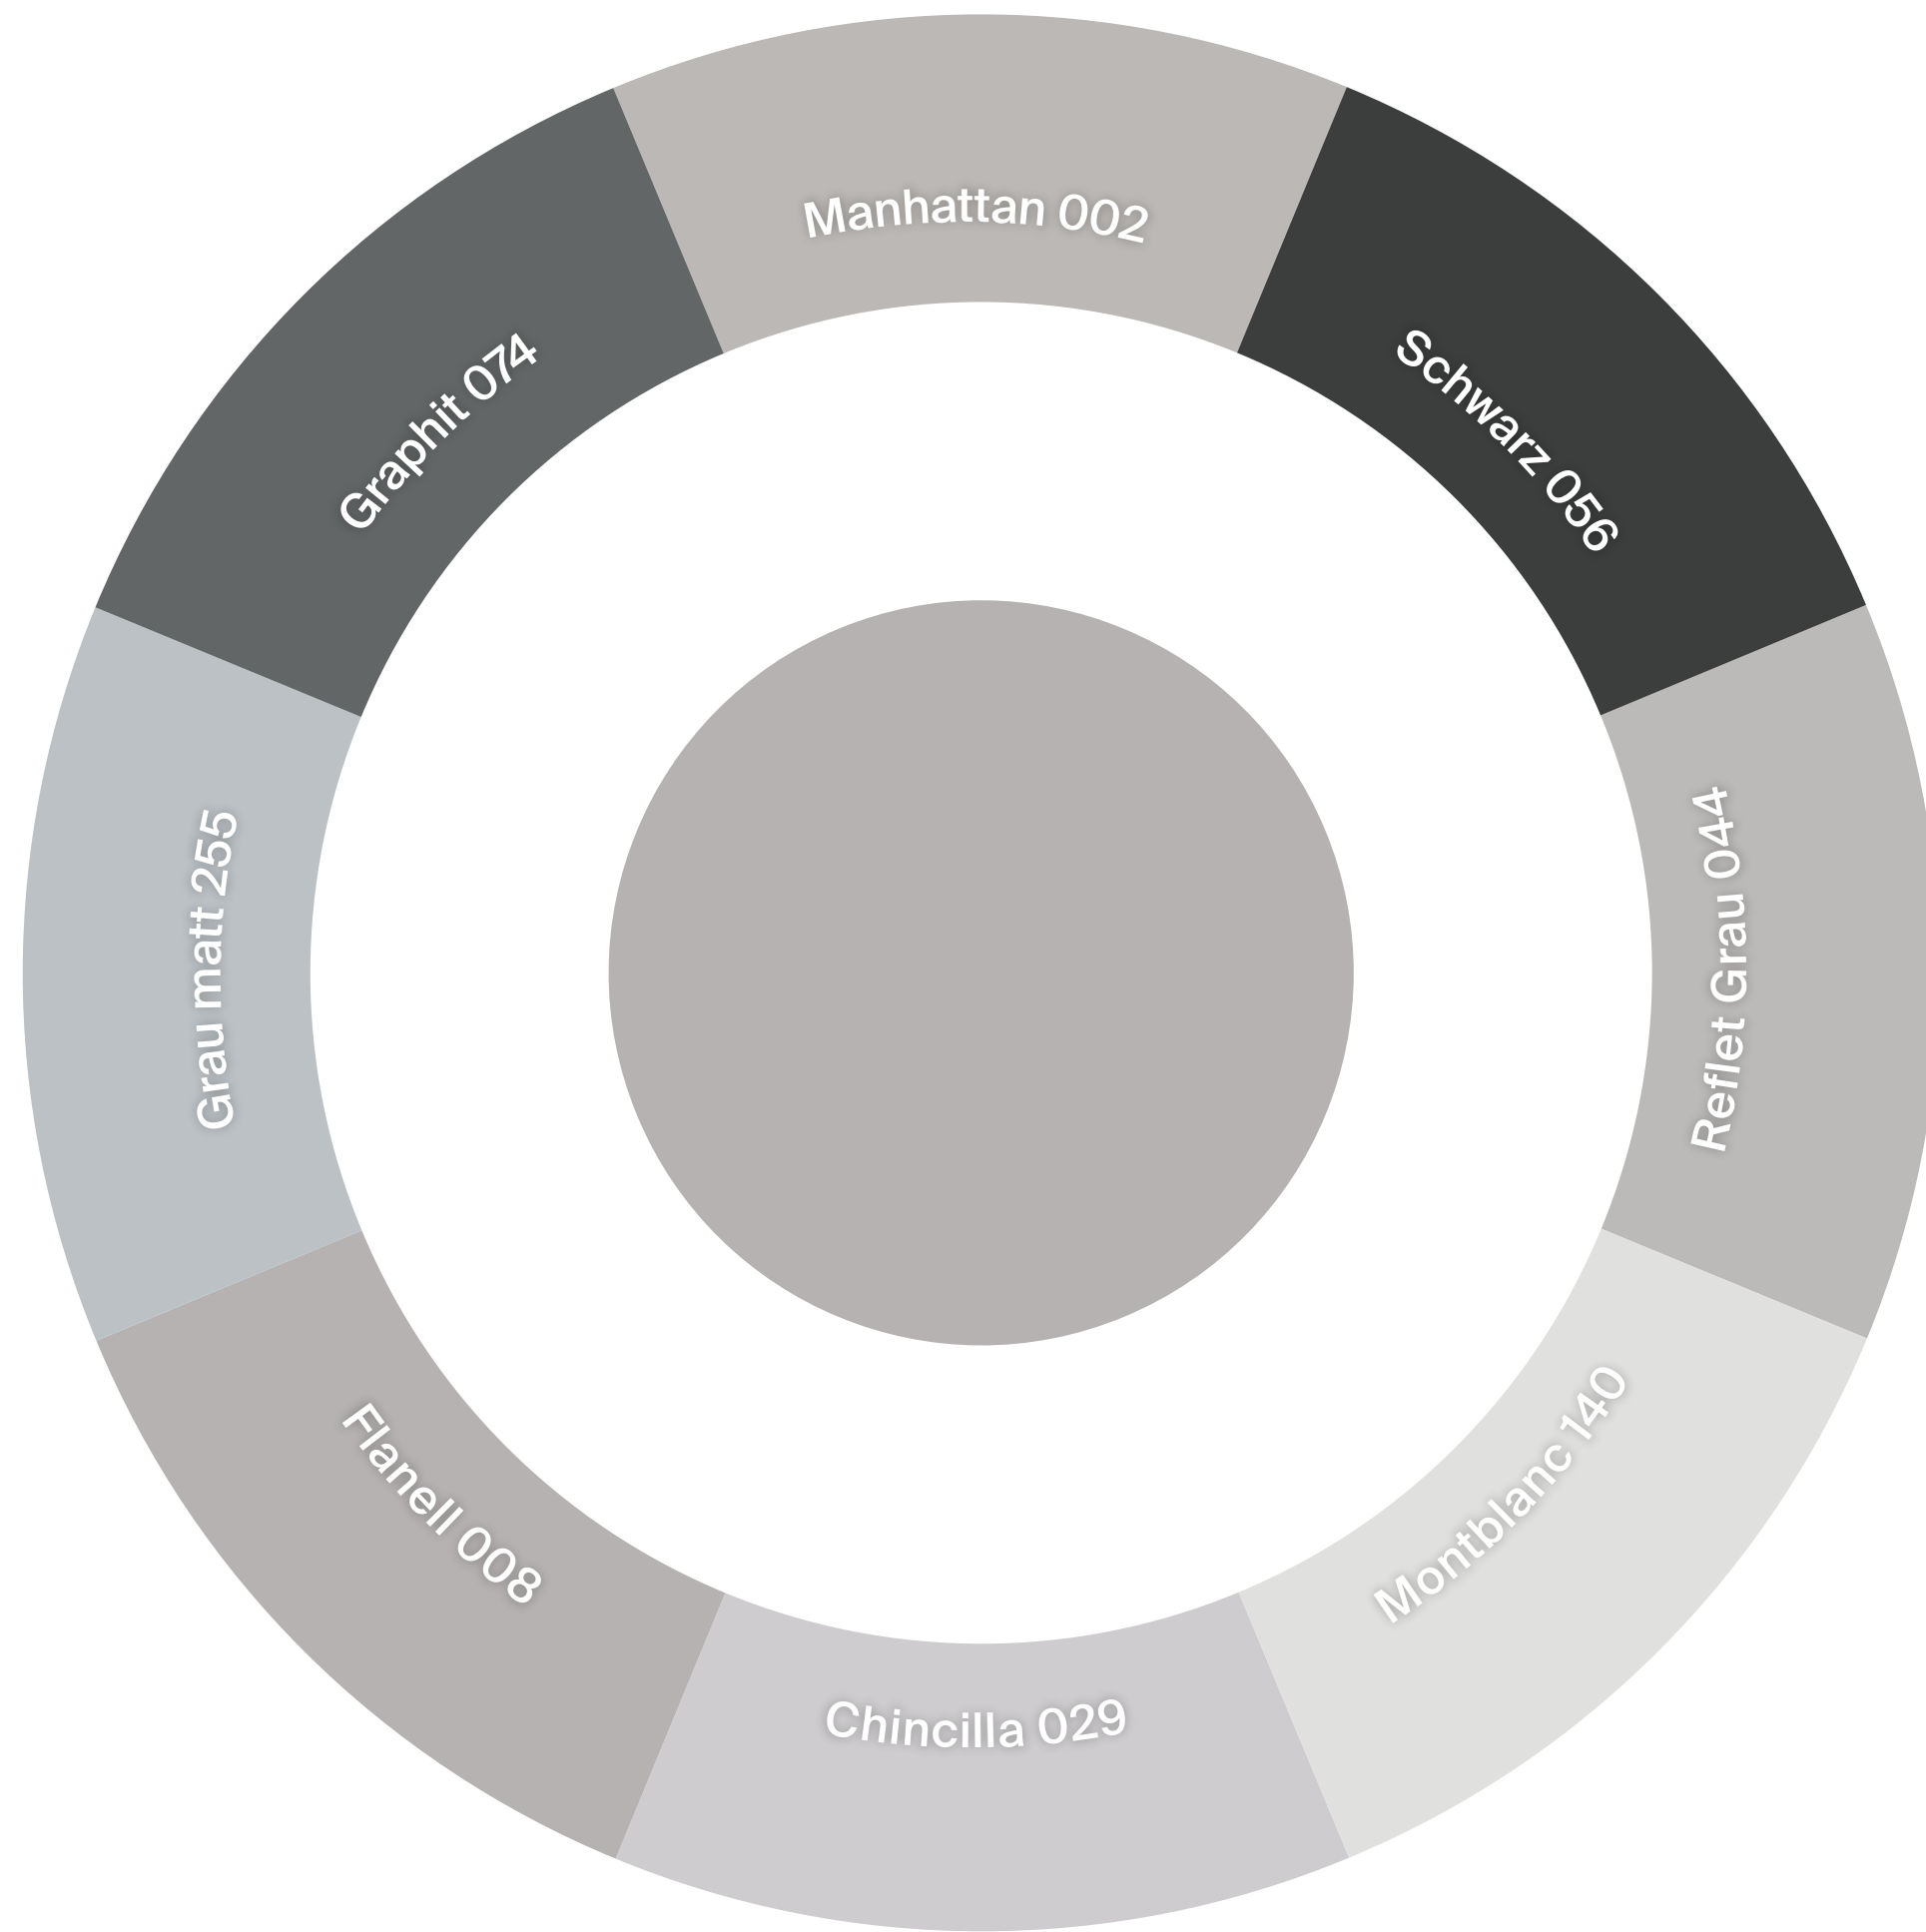 Manhattan 002
Schwarz 056
Reflet Grau 044
Montblanc 140
Chincilla 029
Flanell 008
Grau matt 255
Graphit 074